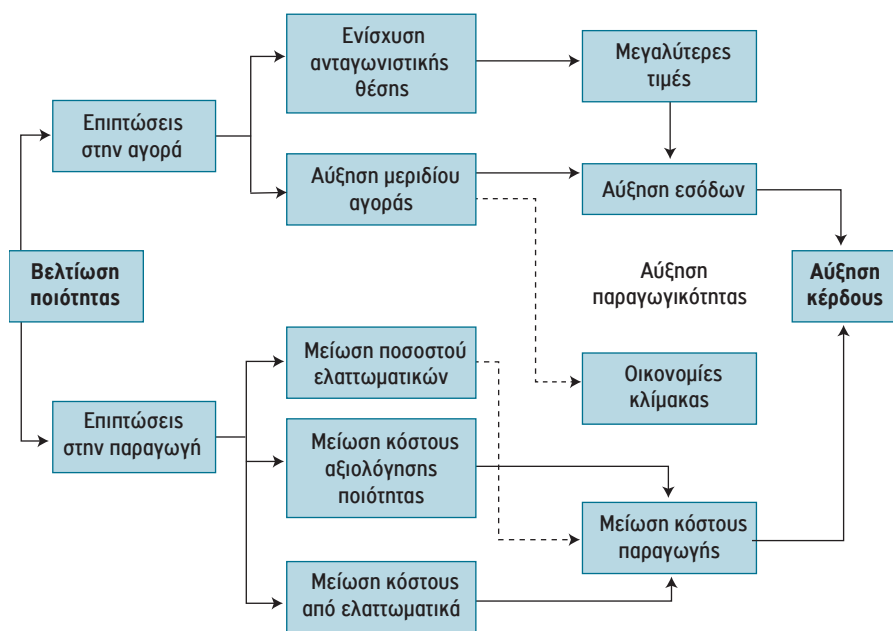 Ενίσχυση
ανταγωνιστικής
θέσης
Μεγαλύτερες
τιμές
Επιπτώσεις
στην αγορά
Αύξηση μεριδίου
αγοράς
Αύξηση εσόδων
Βελτίωση
ποιότητας
Αύξηση
παραγωγικότητας
Αύξηση
κέρδους
Μείωση ποσοστού
ελαττωματικών
Οικονομίες
κλίμακας
Επιπτώσεις
στην παραγωγή
Μείωση κόστους
αξιολόγησης
ποιότητας
Μείωση κόστους
παραγωγής
Μείωση κόστους
από ελαττωματικά